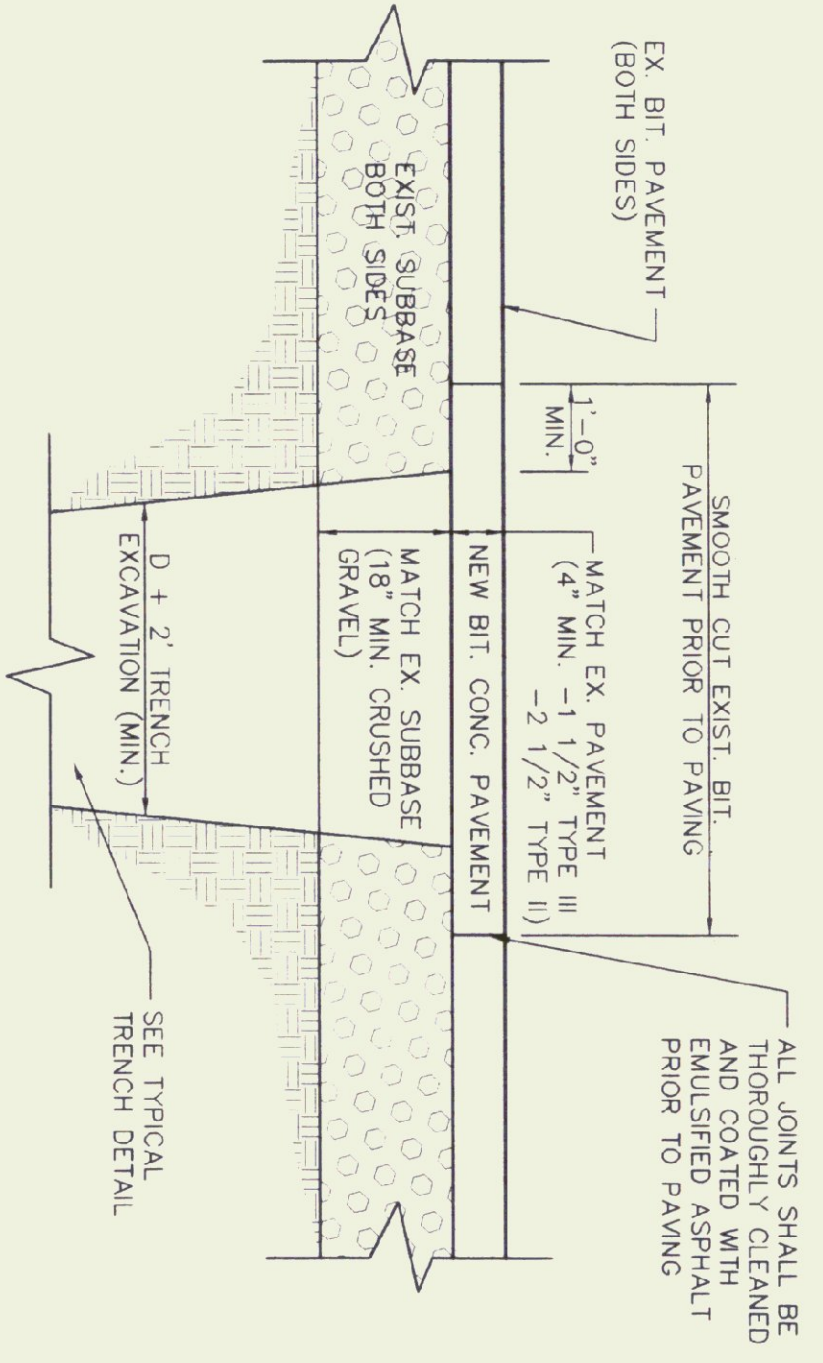 EX. BIT. PAVEMENT
(BOTH SIDES)
SMOOTH CUT EXIST. BIT.
PAVEMENT PRIOR TO PAVING
ALL JOINTS SHALL BE
THOROUGHLY CLEANED
AND COATED WITH
EMULSIFIED ASPHALT
PRIOR TO PAVING
1'-0"
MIN.
MATCH EX. PAVEMENT
(4" MIN. -1 1/2" TYPE III
-2 1/2" TYPE II)
NEW BIT. CONC. PAVEMENT
EXIST. SUBBASE
BOTH SIDES
MATCH EX. SUBBASE
(18" MIN. CRUSHED
GRAVEL)
D + 2' TRENCH
EXCAVATION (MIN.)
SEE TYPICAL
TRENCH DETAIL